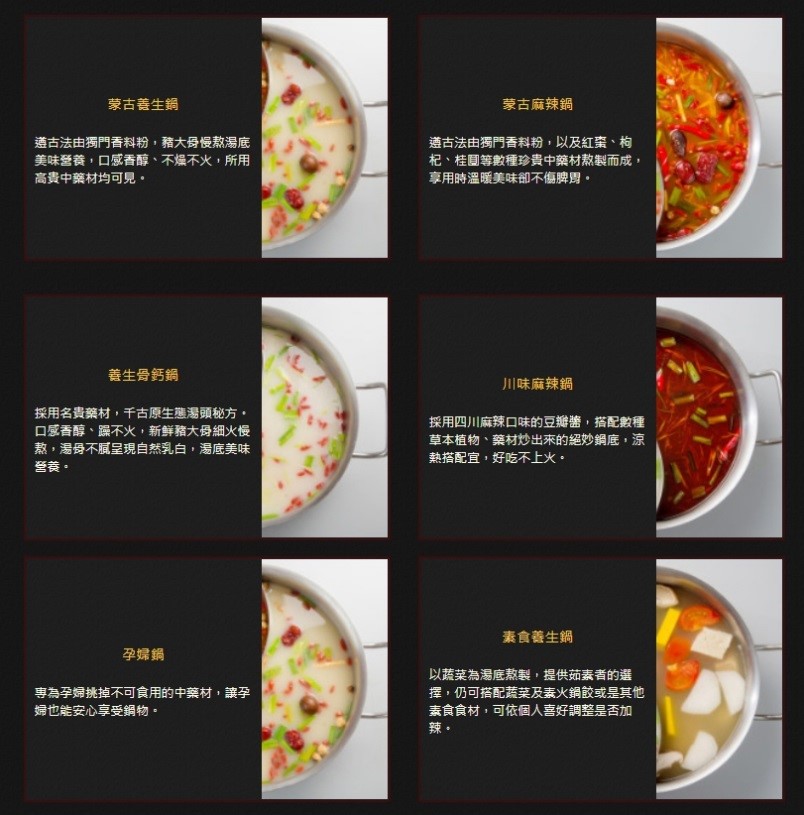 蒙古養生鍋
遵古法由獨門香料粉，豬大骨慢熬湯底
美味營養，口感香醇、不燥不火，所用
高貴中藥材均可見。
蒙古麻辣鍋
遵古法由獨門香料粉，以及紅棗、枸
杞、桂圓等數種珍貴中藥材熬製而成，
享用時溫暖美味卻不傷脾胃。
養生骨鈣鍋
採用名貴藥材，千古原生態湯頭秘方。
口感香醇、躁不火，新鮮豬大骨細火慢
熬，湯骨不膩呈現自然乳白，湯底美味
營養。
川味麻辣鍋
採用四川麻辣口味的豆瓣醬，搭配數種
草本植物、藥材炒出來的絕妙鍋底，涼
熱搭配宜，好吃不上火。
孕婦鍋
專為孕婦挑掉不可食用的中藥材，讓孕
婦也能安心享受鍋物。
素食養生鍋
以蔬菜為湯底熬製，提供茹素者的選
擇，仍可搭配蔬菜及素火鍋餃或是其他
素食食材，可依個人喜好調整是否加
辣。